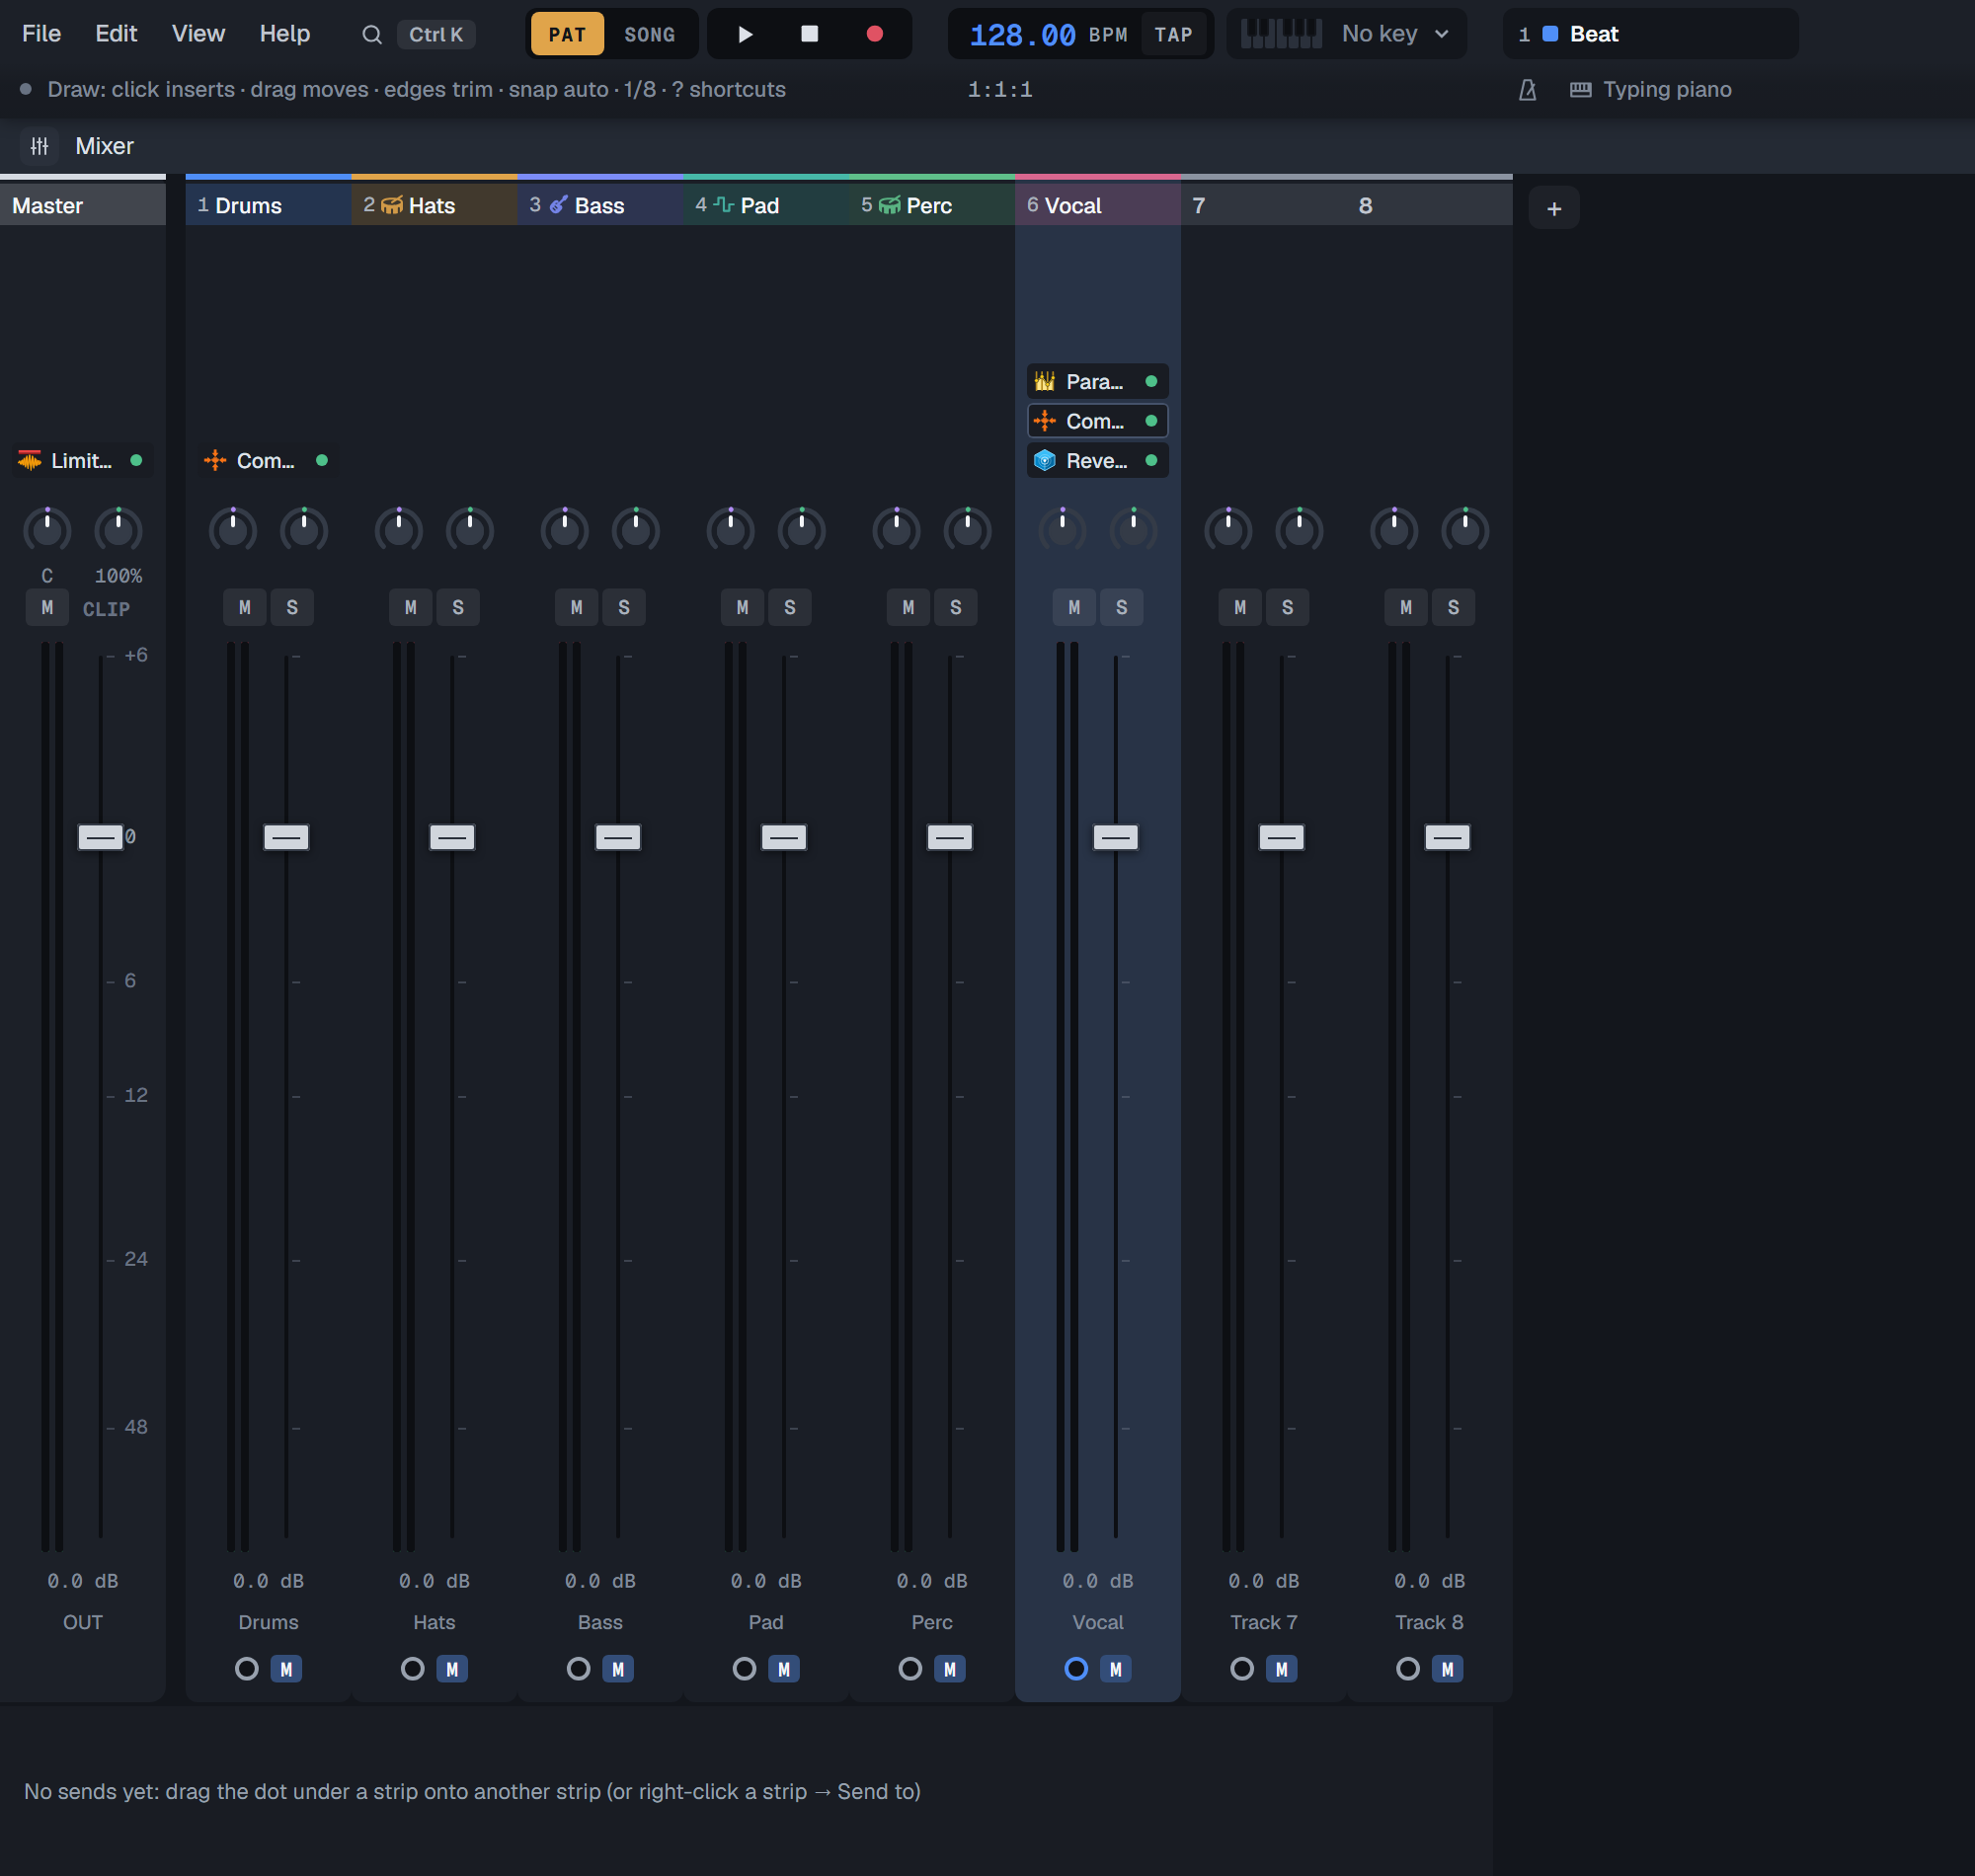 File Edit View Help Ctrl K PAT SONG 128.00 BPM TAP No key 1 Beat
Draw: click inserts · drag moves · edges trim · snap auto · 1/8 · ? shortcuts 1:1:1 Typing piano
Mixer
Master 1 Drums 2 Hats 3 Bass 4 Pad 5 Perc 6 Vocal 7 8 +
Para...
Com...
Limit... Com... Reve...
C 100%
M CLIP M S M S M S M S M S M S M S M S
+6
0
6
12
24
48
0.0 dB 0.0 dB 0.0 dB 0.0 dB 0.0 dB 0.0 dB 0.0 dB 0.0 dB 0.0 dB
OUT Drums Hats Bass Pad Perc Vocal Track 7 Track 8
M M M M M M M M
No sends yet: drag the dot under a strip onto another strip (or right-click a strip → Send to)